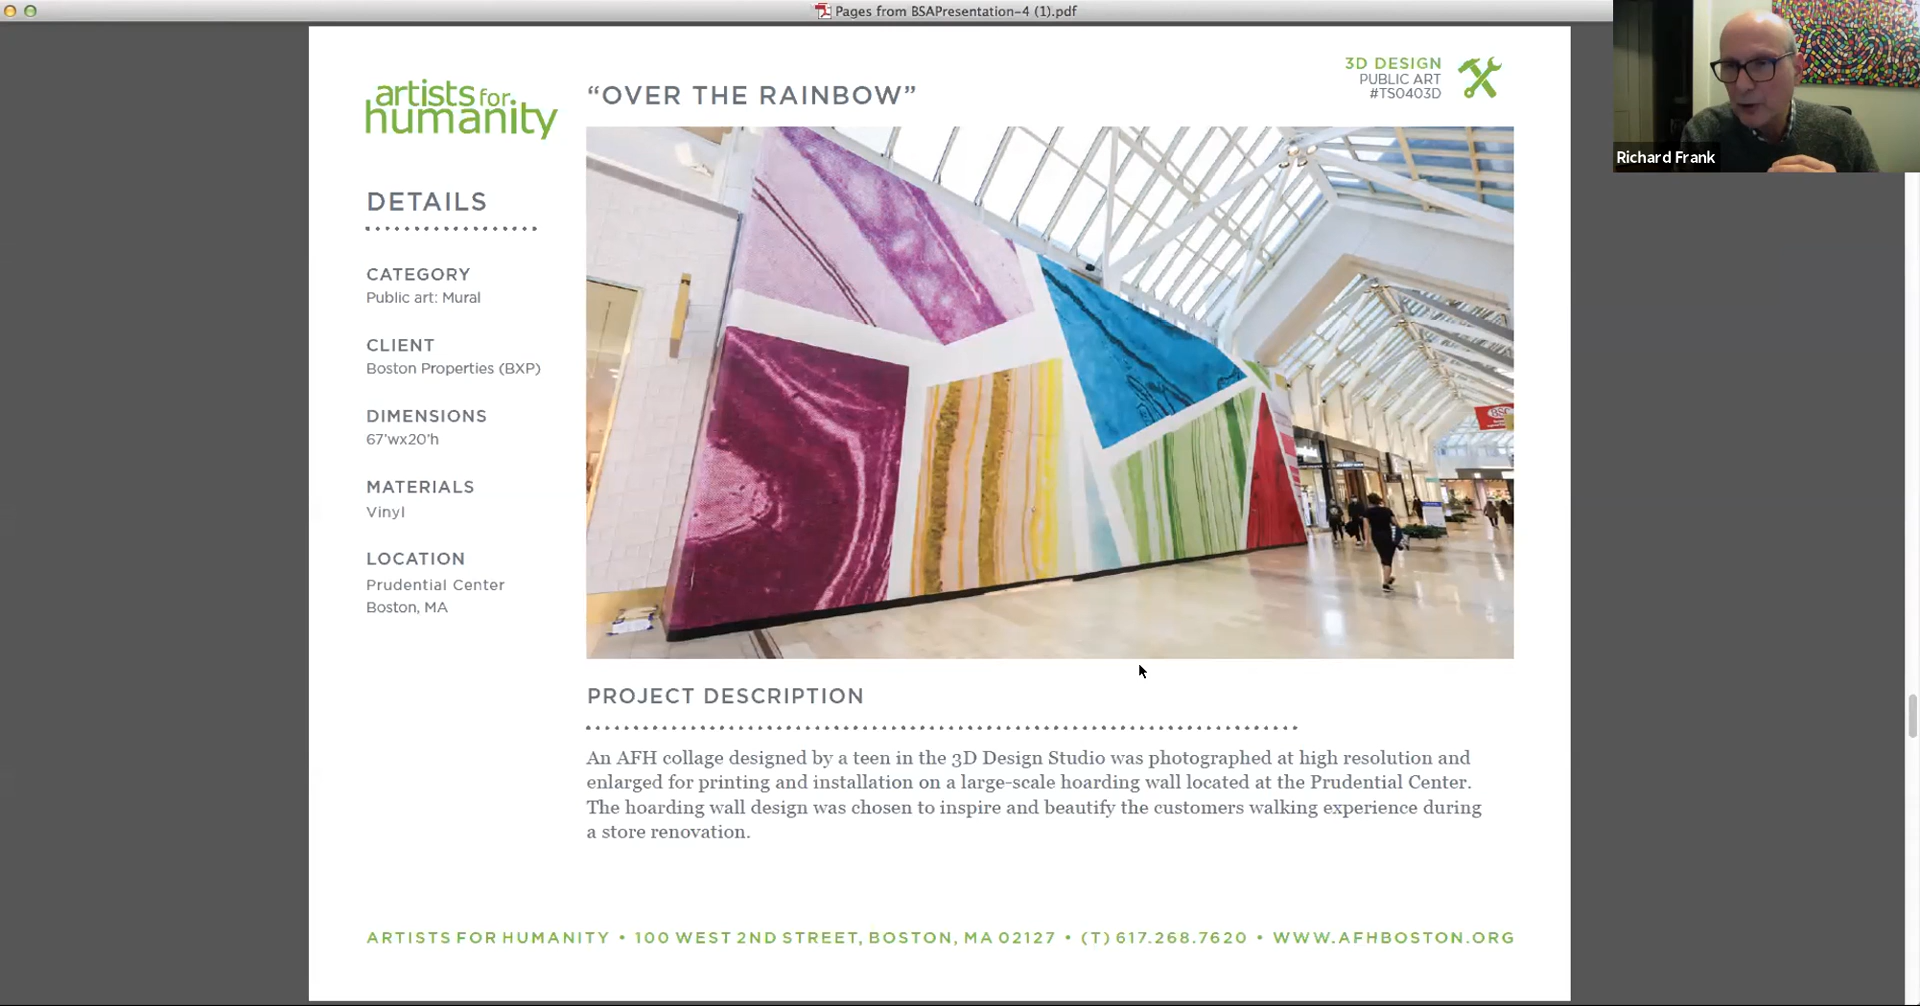 Pages from BSAPresentation-4 (1).pdf
artists for
humanity
“OVER THE RAINBOW”
3D DESIGN
PUBLIC ART
#TS0403D
Richard Frank
DETAILS
CATEGORY
Public art: Mural
CLIENT
Boston Properties (BXP)
DIMENSIONS
67'wx20'h
MATERIALS
Vinyl
LOCATION
Prudential Center
Boston, MA
PROJECT DESCRIPTION
An AFH collage designed by a teen in the 3D Design Studio was photographed at high resolution and
enlarged for printing and installation on a large-scale hoarding wall located at the Prudential Center.
The hoarding wall design was chosen to inspire and beautify the customers walking experience during
a store renovation.
ARTISTS FOR HUMANITY • 100 WEST 2ND STREET, BOSTON, MA 02127 • (T) 617.268.7620 • WWW.AFHBOSTON.ORG